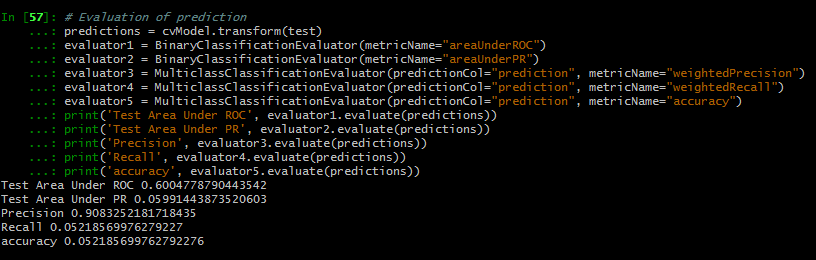 In [57]: # Evaluation of prediction
...: predictions = cvModel.transform(test)
...: evaluator1 = BinaryClassificationEvaluator(metricName="areaUnderROC")
...: evaluator2 = BinaryClassificationEvaluator(metricName="areaUnderPR")
...: evaluator3 = MulticlassClassificationEvaluator(predictionCol="prediction", metricName="weightedPrecision")
...: evaluator4 = MulticlassClassificationEvaluator(predictionCol="prediction", metricName="weightedRecall")
...: evaluator5 = MulticlassClassificationEvaluator(predictionCol="prediction", metricName="accuracy")
...: print('Test Area Under ROC', evaluator1.evaluate(predictions))
...: print('Test Area Under PR', evaluator2.evaluate(predictions))
...: print('Precision', evaluator3.evaluate(predictions))
...: print('Recall', evaluator4.evaluate(predictions))
...: print('accuracy', evaluator5.evaluate(predictions))
Test Area Under ROC 0.6004778790443542
Test Area Under PR 0.05991443873520603
Precision 0.9083252181718435
Recall 0.05218569976279227
accuracy 0.052185699762792276